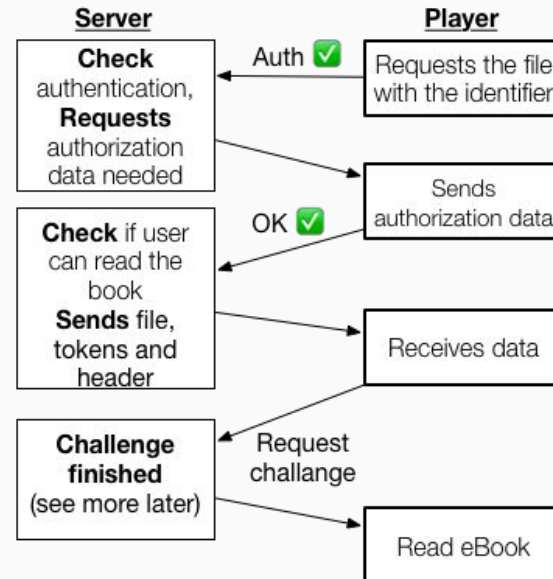 Server
Player
Check
authentication,
Requests
authorization
data needed
Auth ✅
Requests the file
with the identifier
Sends
authorization data
Check if user
can read the
book
Sends file,
tokens and
header
OK ✅
Receives data
Challenge
finished
(see more later)
Request
challange
Read eBook